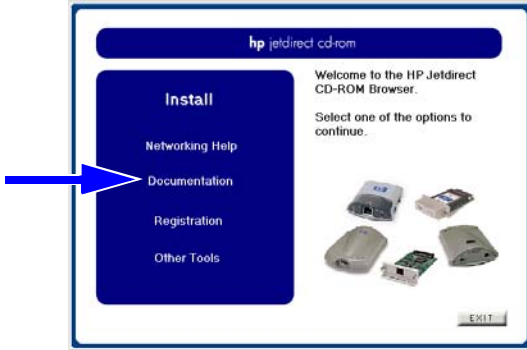 hp jetdirect cd-rom
Install
Networking Help
Documentation
Registration
Other Tools
Welcome to the HP Jetdirect
CD-ROM Browser.
Select one of the options to
continue.
EXIT